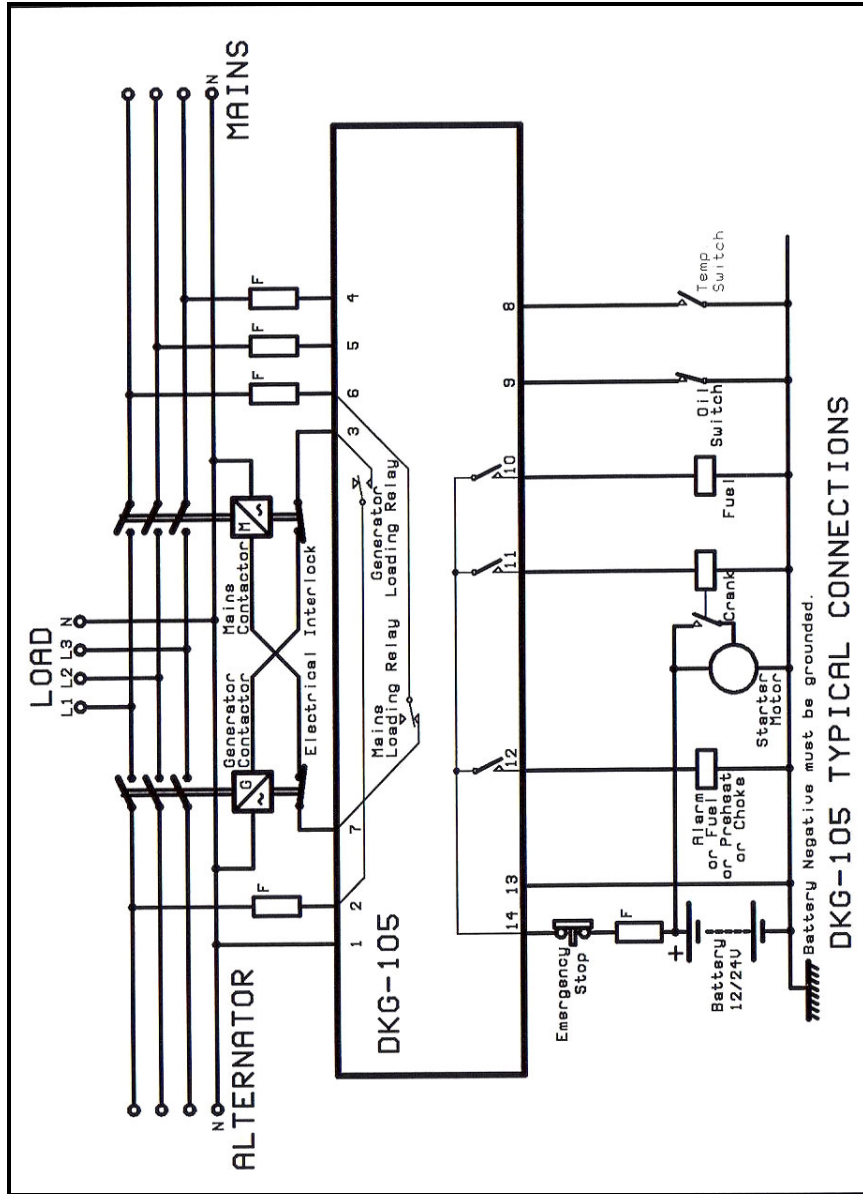 LOAD
L1 L2 L3 N
N
ALTERNATOR
N
MAINS
Generator
Contactor
Mains
Contactor
G
~
M
~
Electrical Interlock
F
F
F
F
1
2
7
3
6
5
4
DKG-105
Mains
Loading Relay
Generator
Loading Relay
14
13
12
11
10
9
8
Emergency
Stop
F
+
Battery
12/24V
Alarm
or Fuel
or Preheat
or Choke
Starter
Motor
Crank
Fuel
Oil
Switch
Temp.
Switch
Battery Negative must be grounded.
DKG-105 TYPICAL CONNECTIONS